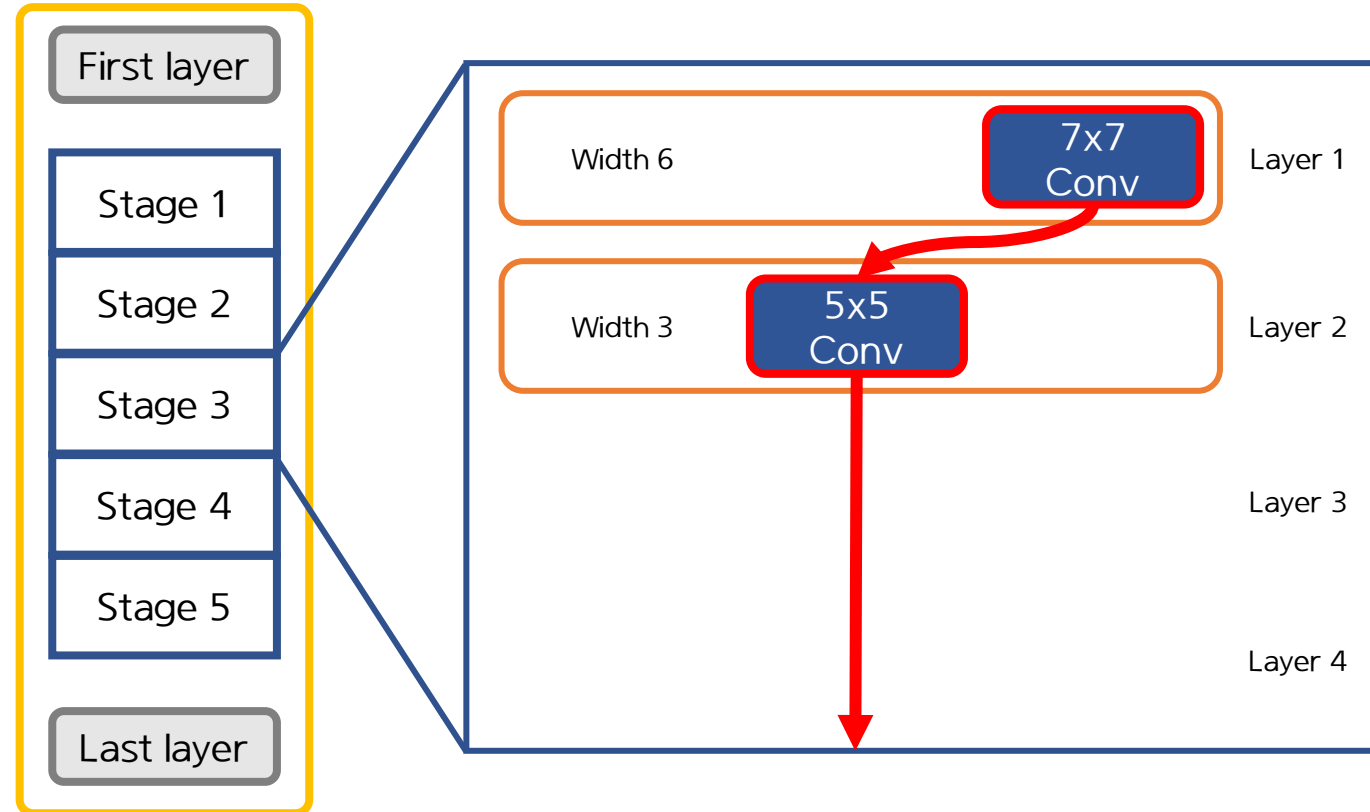 First layer
Stage 1
Stage 2
Stage 3
Stage 4
Stage 5
Last layer
Width 6
7x7
Conv
Layer 1
Width 3
5x5
Conv
Layer 2
Layer 3
Layer 4